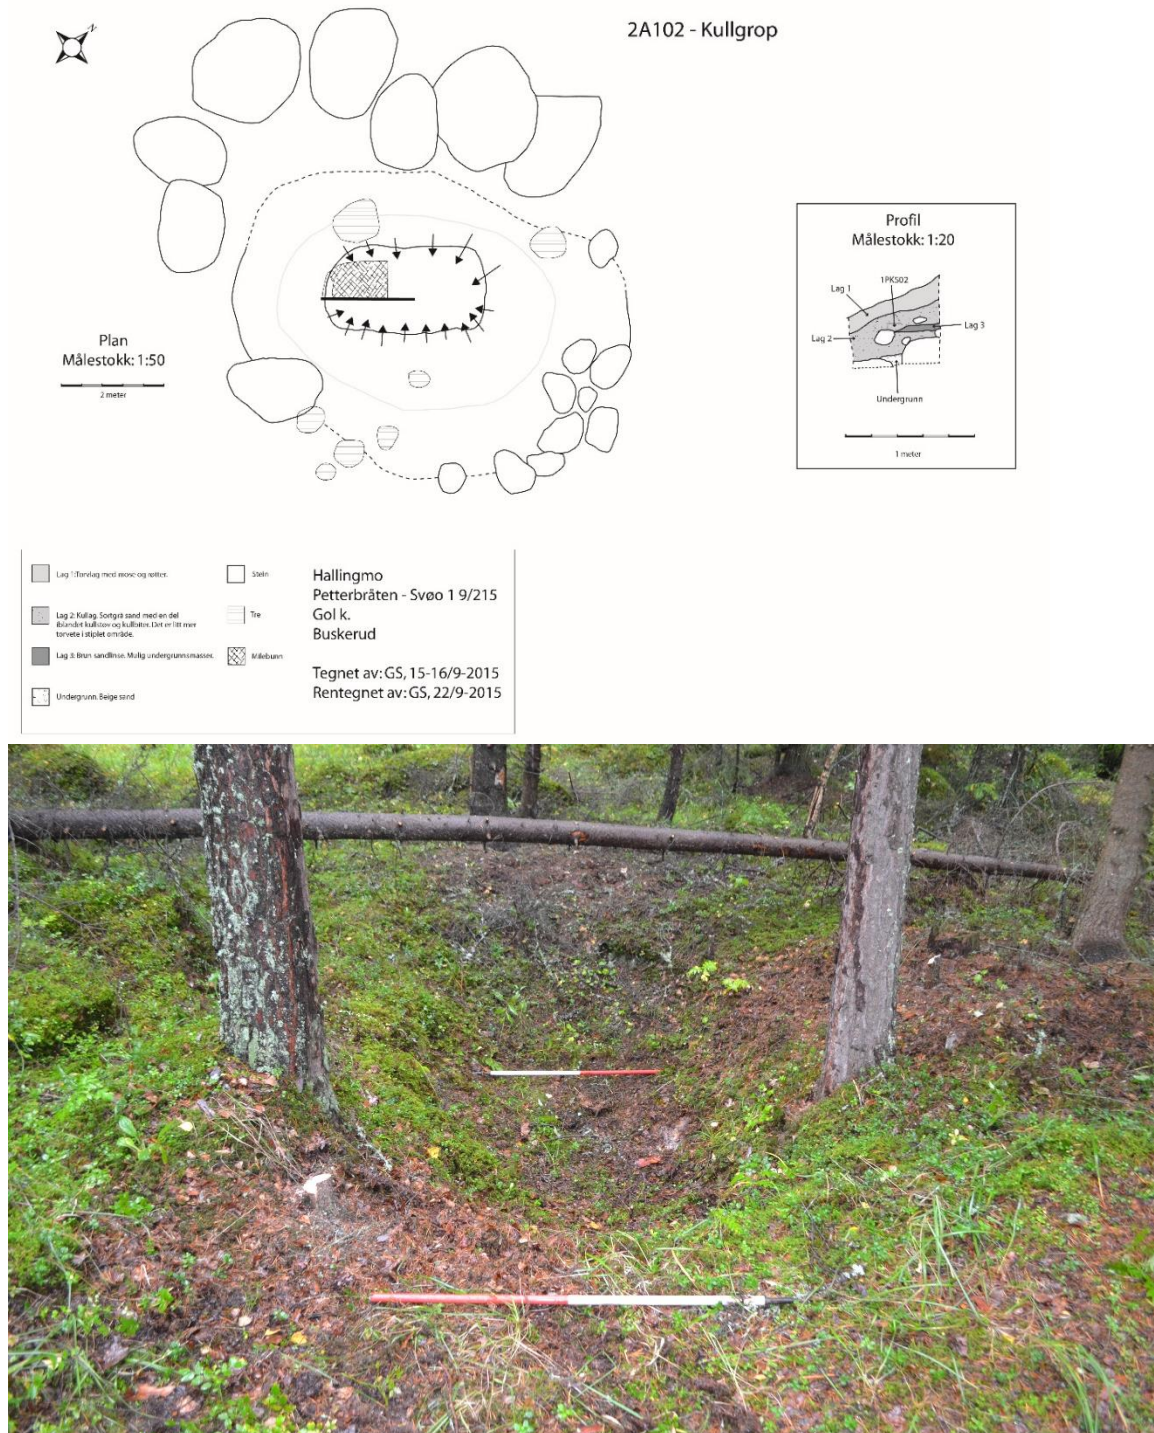 N
2A102 - Kullgrop
Plan
Målestokk: 1:50
2 meter
Profil
Målestokk: 1:20
1PK502
Lag 1
Lag 2
Lag 3
Undergrunn
1 meter
Lag 1: Torvlag med mose og røtter.
Lag 2: Kullag. Sortgrå sand med en del
iblandet kullstøv og kullbiter. Det er litt mer
torvete i stiplet område.
Lag 3: Brun sandlinse. Mulig undergrunnsmasser.
Undergrunn. Beige sand
Stein
Tre
Milebunn
Hallingmo
Petterbråten - Svøo 1 9/215
Gol k.
Buskerud
Tegnet av: GS, 15-16/9-2015
Rentegnet av: GS, 22/9-2015